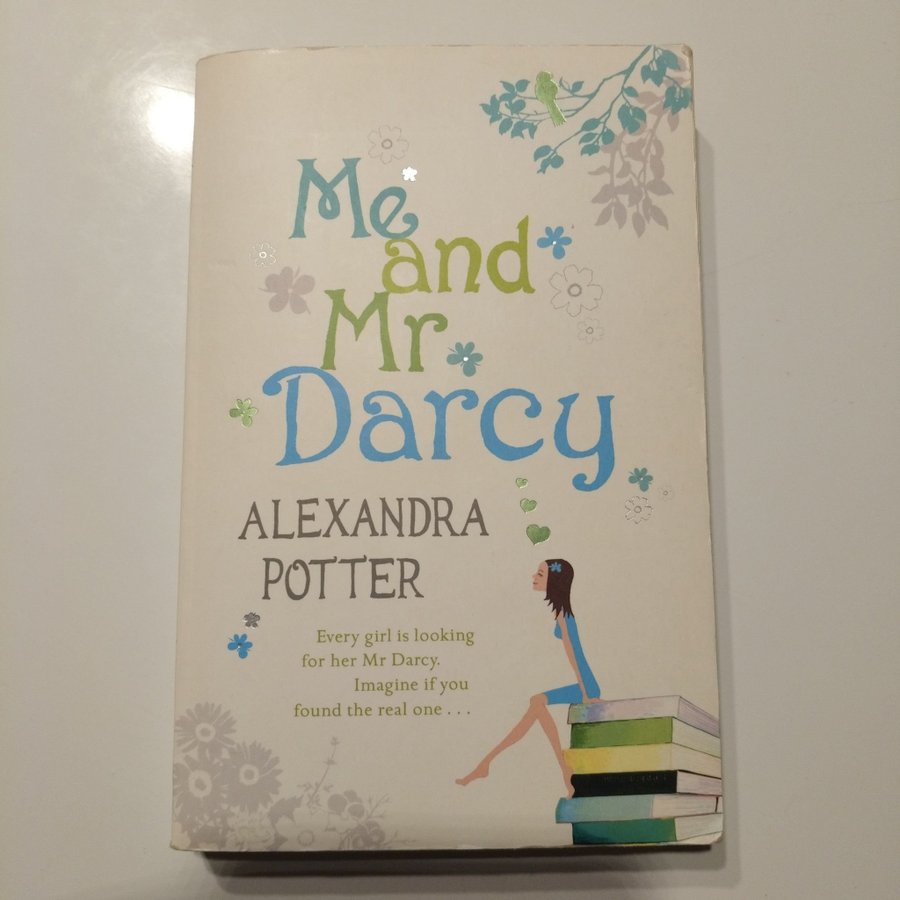 Me
and
Mr
Darcy
ALEXANDRA
POTTER
Every girl is looking
for her Mr Darcy.
Imagine if you
found the real one . . .